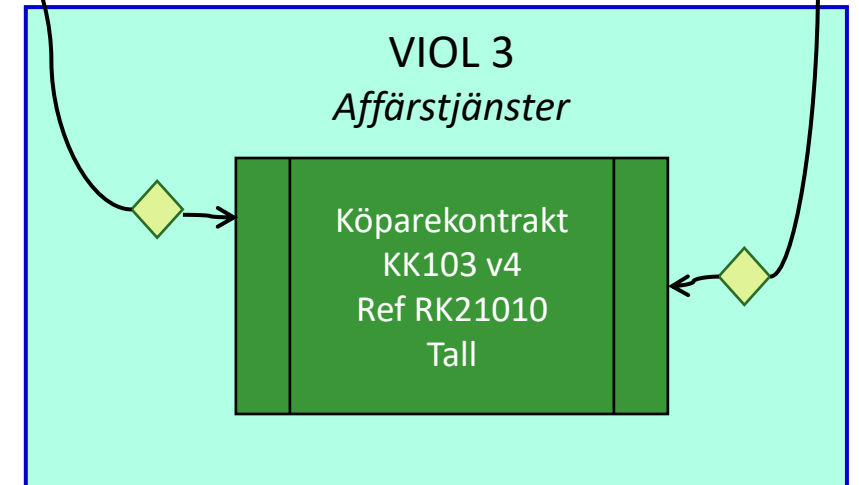 VIOL 3
Affärstjänster
Köparekontrakt
KK103 v4
Ref RK21010
Tall